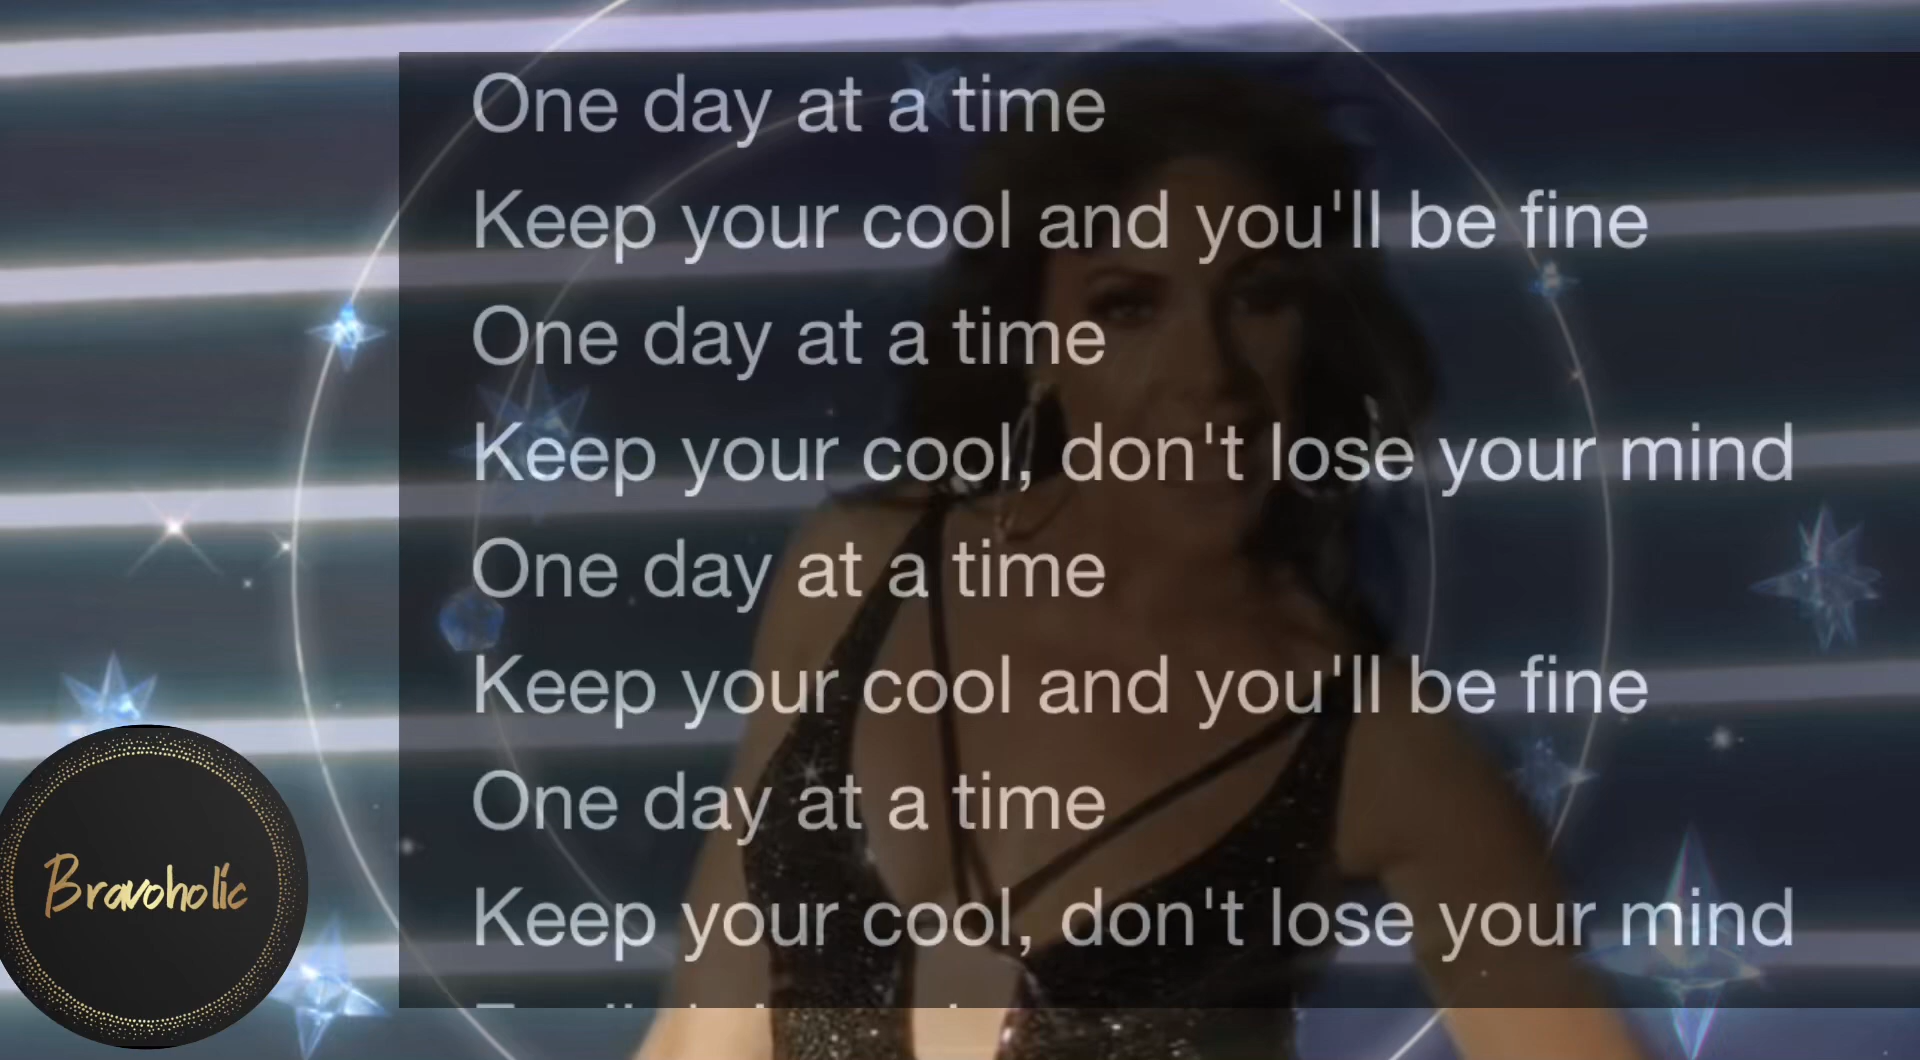 One day at a time
Keep your cool and you'll be fine
One day at a time
Keep your cool, don't lose your mind
One day at a time
Keep your cool and you'll be fine
One day at a time
Keep your cool, don't lose your mind
Bravoholic